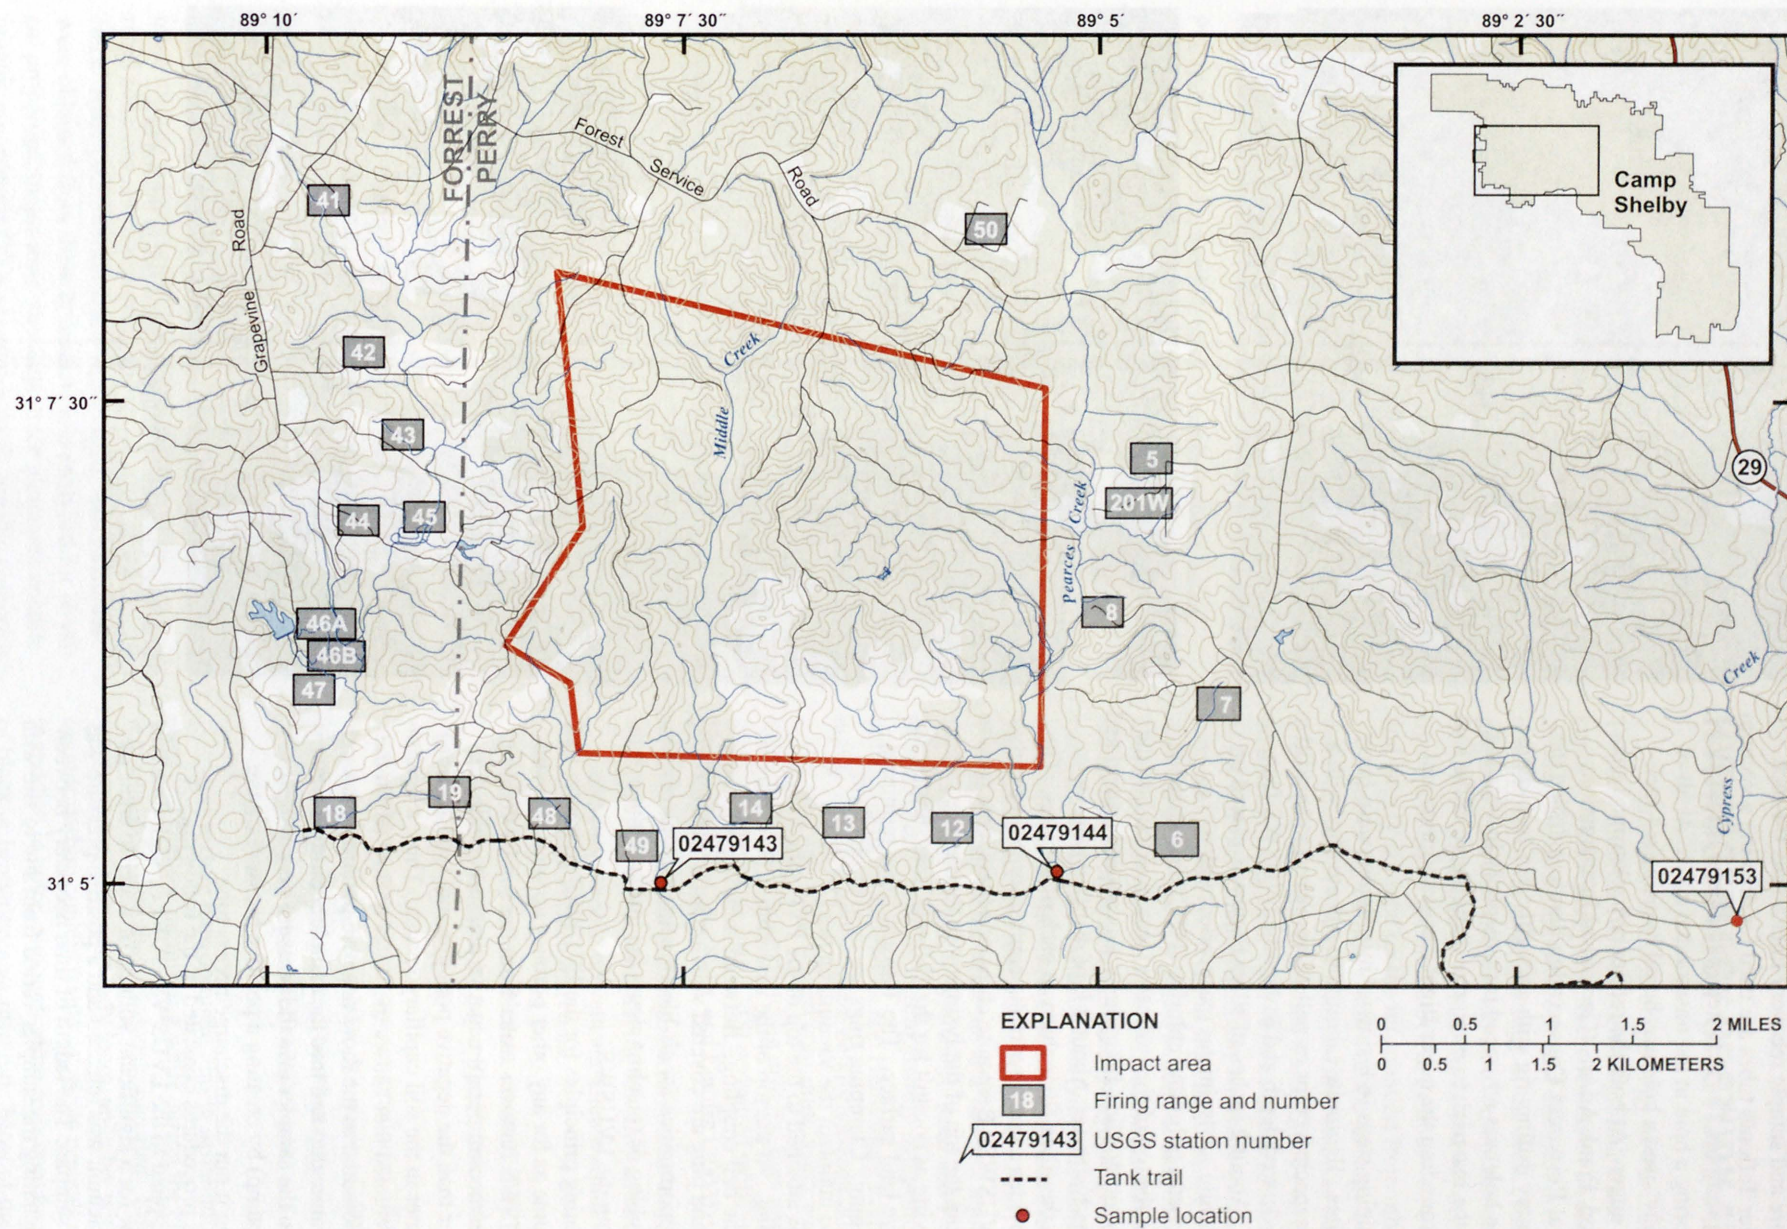 89° 10′
89° 7′ 30″
89° 5′
89° 2′ 30″
31° 7′ 30″
31° 5′
FORREST
PERRY
Forest
Service
Road
Road
Grapevine
Camp
Shelby
41
50
42
43
44
45
5
201W
8
46A
46B
47
7
18
19
48
49
14
13
12
6
29
Creek
Middle
Creek
Pearces
Creek
Cypress
02479143
02479144
02479153
EXPLANATION
Impact area
18 Firing range and number
02479143 USGS station number
Tank trail
Sample location
0 0.5 1 1.5 2 MILES
0 0.5 1 1.5 2 KILOMETERS